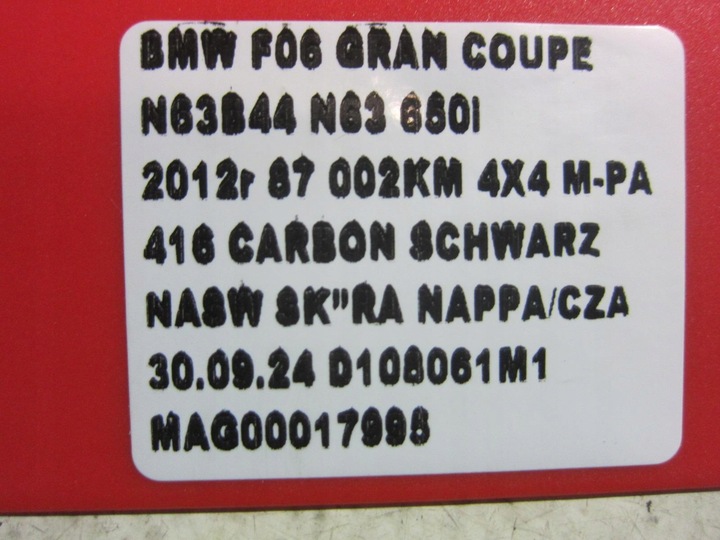 BMW F06 GRAN COUPE
N63B44 N63 650I
2012r 87 002KM 4X4 M-PA
416 CARBON SCHWARZ
NASW SK"RA NAPPA/CZA
30.09.24 D108061M1
MAG00017995